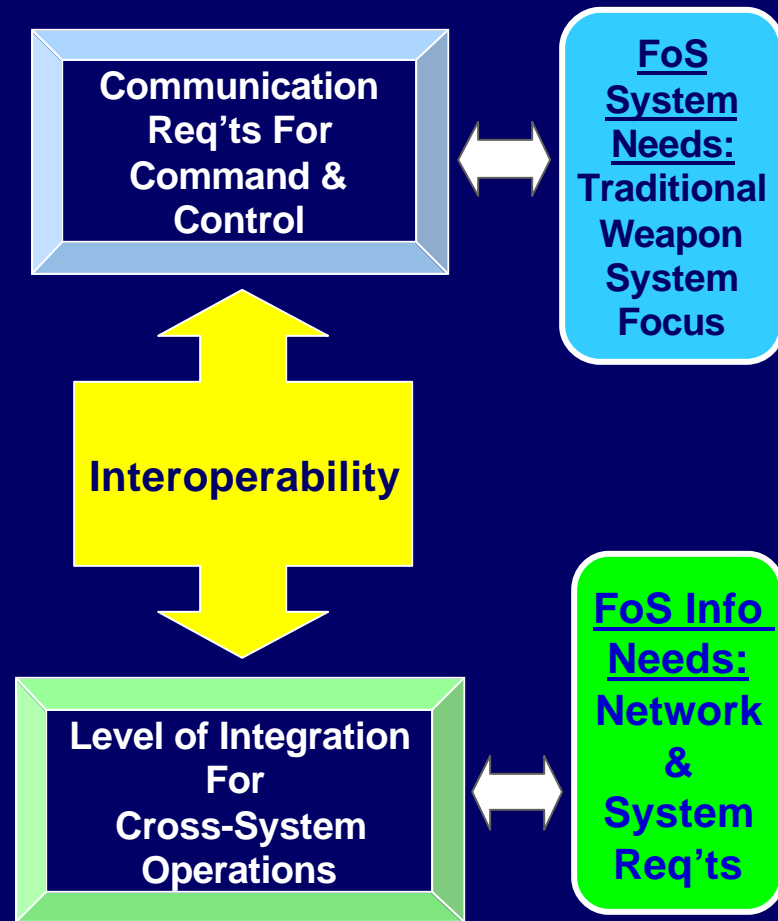 Communication
Req’ts For
Command &
Control
FoS
System
Needs:
Traditional
Weapon
System
Focus
Interoperability
Level of Integration
For
Cross-System
Operations
FoS Info
Needs:
Network
&
System
Req’ts